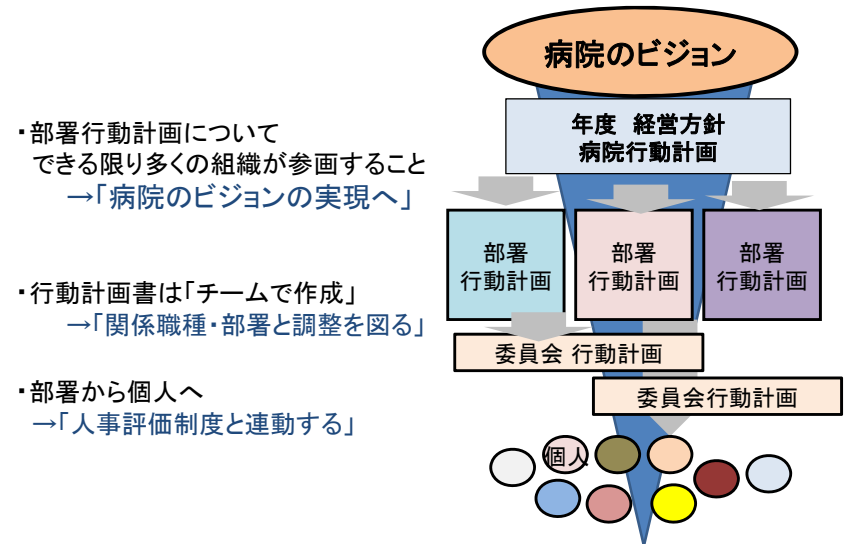 病院のビジョン
年度 経営方針
病院行動計画
・部署行動計画について
できる限り多くの組織が参画すること
→「病院のビジョンの実現へ」
・行動計画書は「チームで作成」
→「関係職種・部署と調整を図る」
・部署から個人へ
→「人事評価制度と連動する」
部署
行動計画
部署
行動計画
部署
行動計画
委員会 行動計画
委員会行動計画
個人